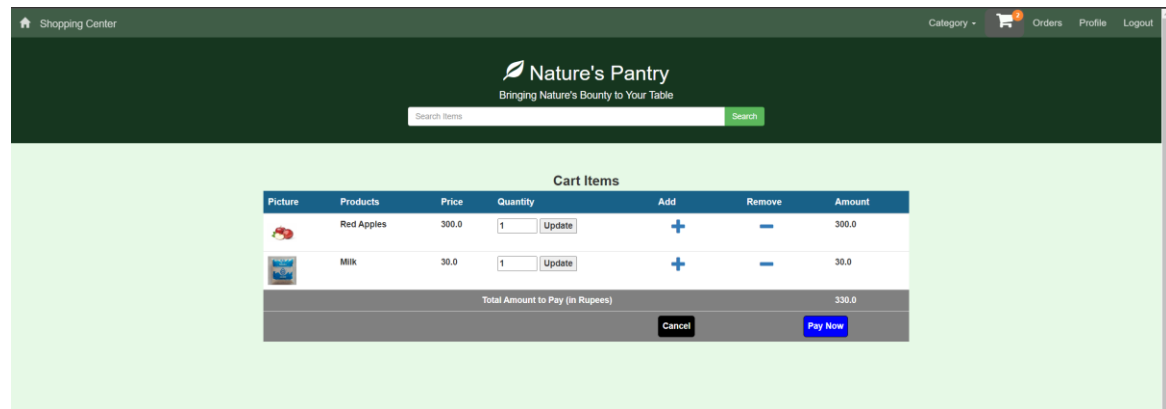 Shopping Center Category 2 Orders Profile Logout
Nature's Pantry
Bringing Nature's Bounty to Your Table
Search Items Search
Cart Items
Picture Products Price Quantity Add Remove Amount
Red Apples 300.0 1 Update 300.0
Milk 30.0 1 Update 30.0
Total Amount to Pay (in Rupees) 330.0
Cancel Pay Now